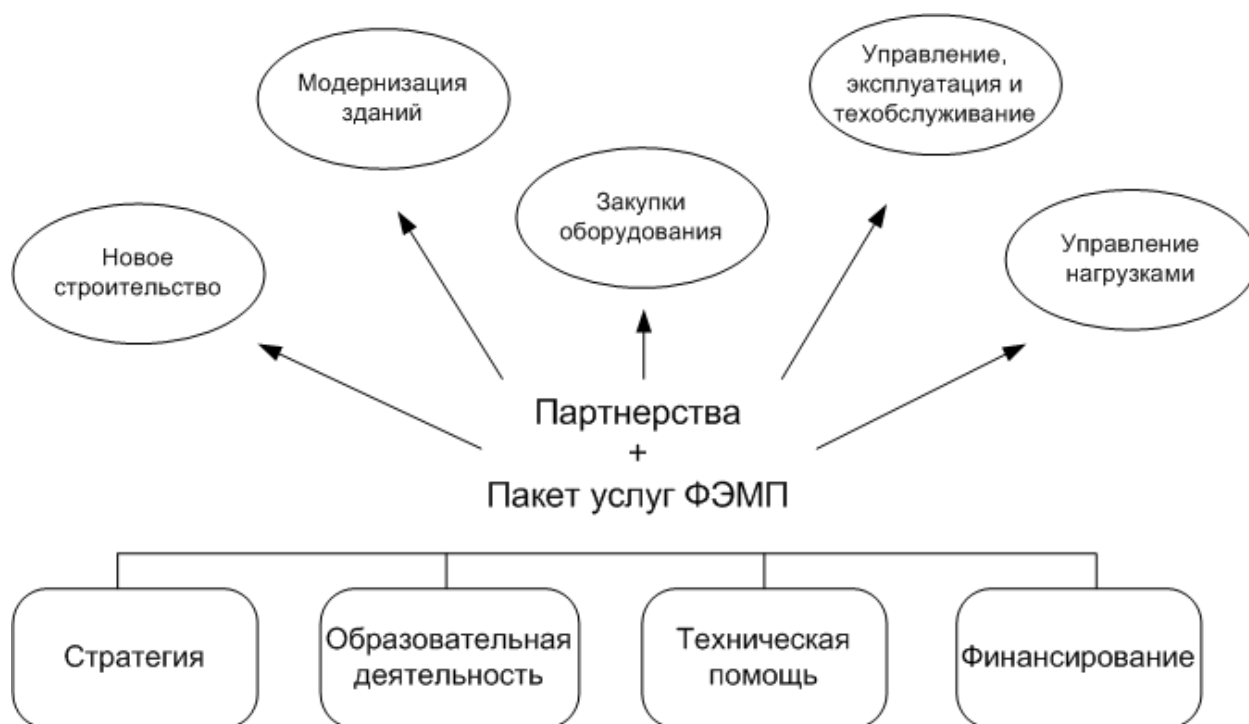 Модернизация
зданий
Управление,
эксплуатация и
техобслуживание
Закупки
оборудования
Новое
строительство
Управление
нагрузками
Партнерства
+
Пакет услуг ФЭМП
Стратегия
Образовательная
деятельность
Техническая
помощь
Финансирование